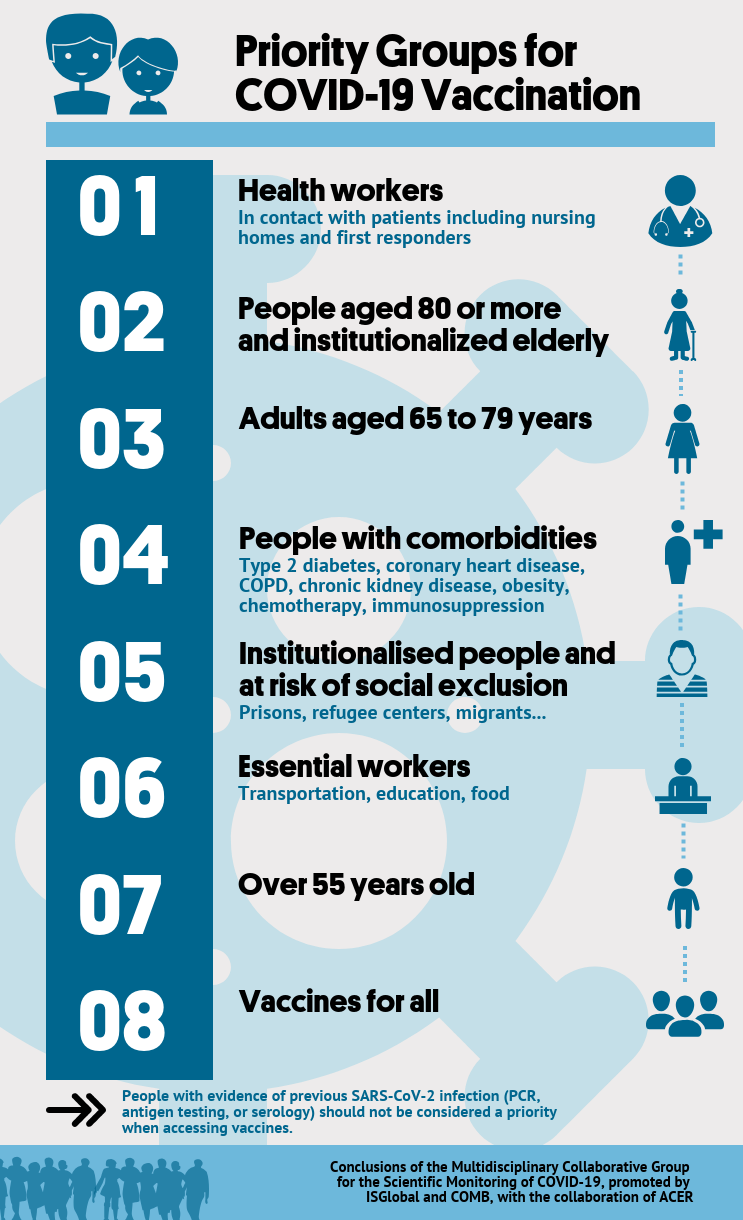 Priority Groups for
COVID-19 Vaccination
01
Health workers
In contact with patients including nursing
homes and first responders
02
People aged 80 or more
and institutionalized elderly
03
Adults aged 65 to 79 years
04
People with comorbidities
Type 2 diabetes, coronary heart disease,
COPD, chronic kidney disease, obesity,
chemotherapy, immunosuppression
05
Institutionalised people and
at risk of social exclusion
Prisons, refugee centers, migrants...
06
Essential workers
Transportation, education, food
07
Over 55 years old
08
Vaccines for all
People with evidence of previous SARS-CoV-2 infection (PCR,
antigen testing, or serology) should not be considered a priority
when accessing vaccines.
Conclusions of the Multidisciplinary Collaborative Group
for the Scientific Monitoring of COVID-19, promoted by
ISGlobal and COMB, with the collaboration of ACER